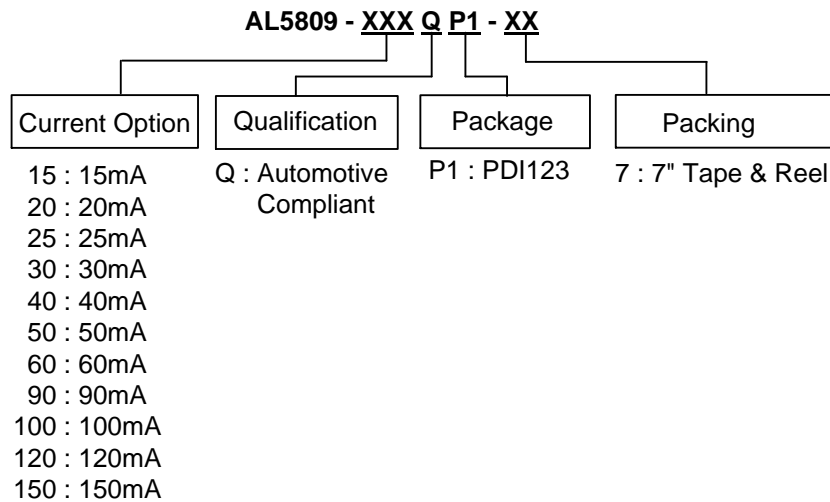 AL5809 - XXX Q P1 - XX
Current Option
Qualification
Package
Packing
15 : 15mA
20 : 20mA
25 : 25mA
30 : 30mA
40 : 40mA
50 : 50mA
60 : 60mA
90 : 90mA
100 : 100mA
120 : 120mA
150 : 150mA
Q : Automotive
Compliant
P1 : PDI123
7 : 7" Tape & Reel